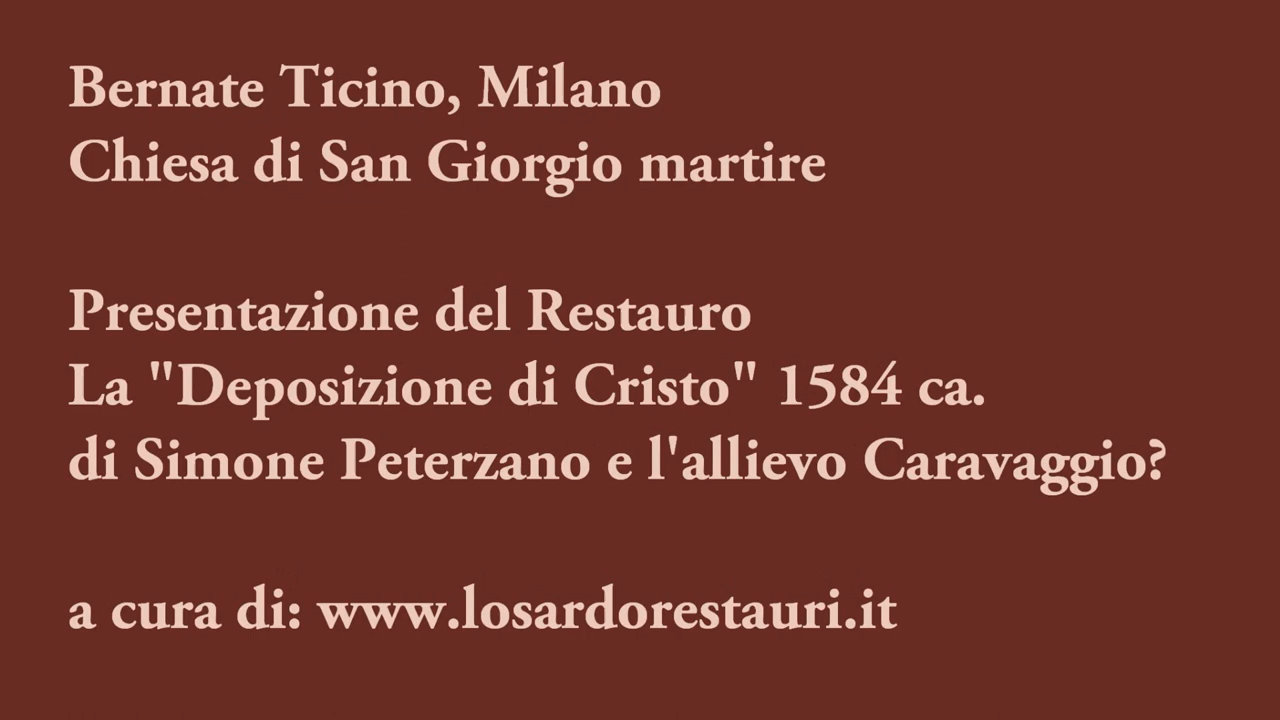 Bernate Ticino, Milano
Chiesa di San Giorgio martire
Presentazione del Restauro
La "Deposizione di Cristo" 1584 ca.
di Simone Peterzano e l'allievo Caravaggio?
a cura di: www.losardorestauri.it